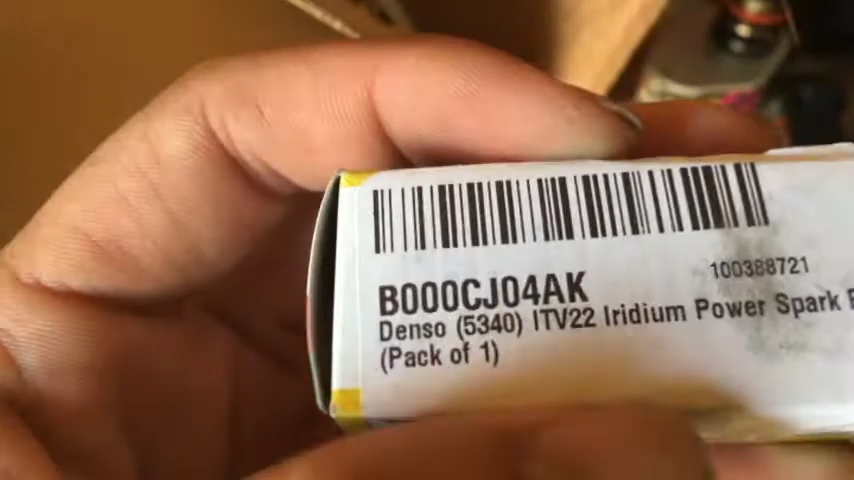 100388721
B000CJ04AK
Denso (5340) ITV22 Iridium Power Spark
(Pack of 1)